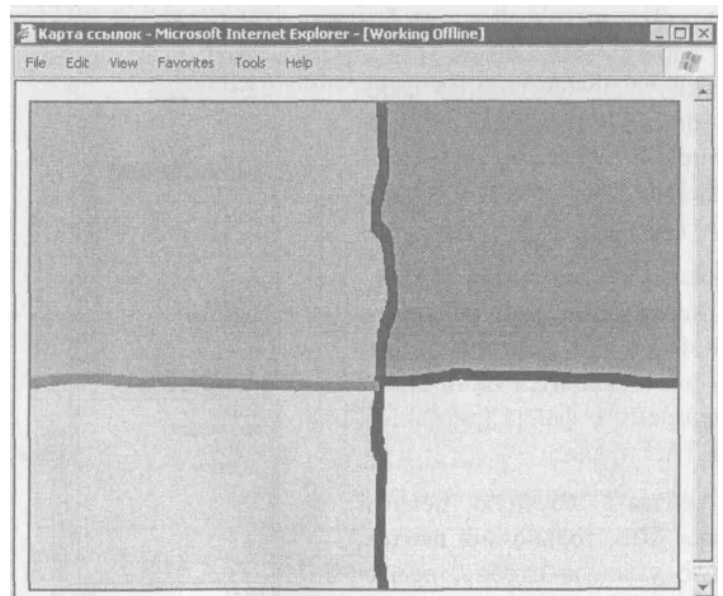 Карта ссылок - Microsoft Internet Explorer - [Working Offline]
File Edit View Favorites Tools Help